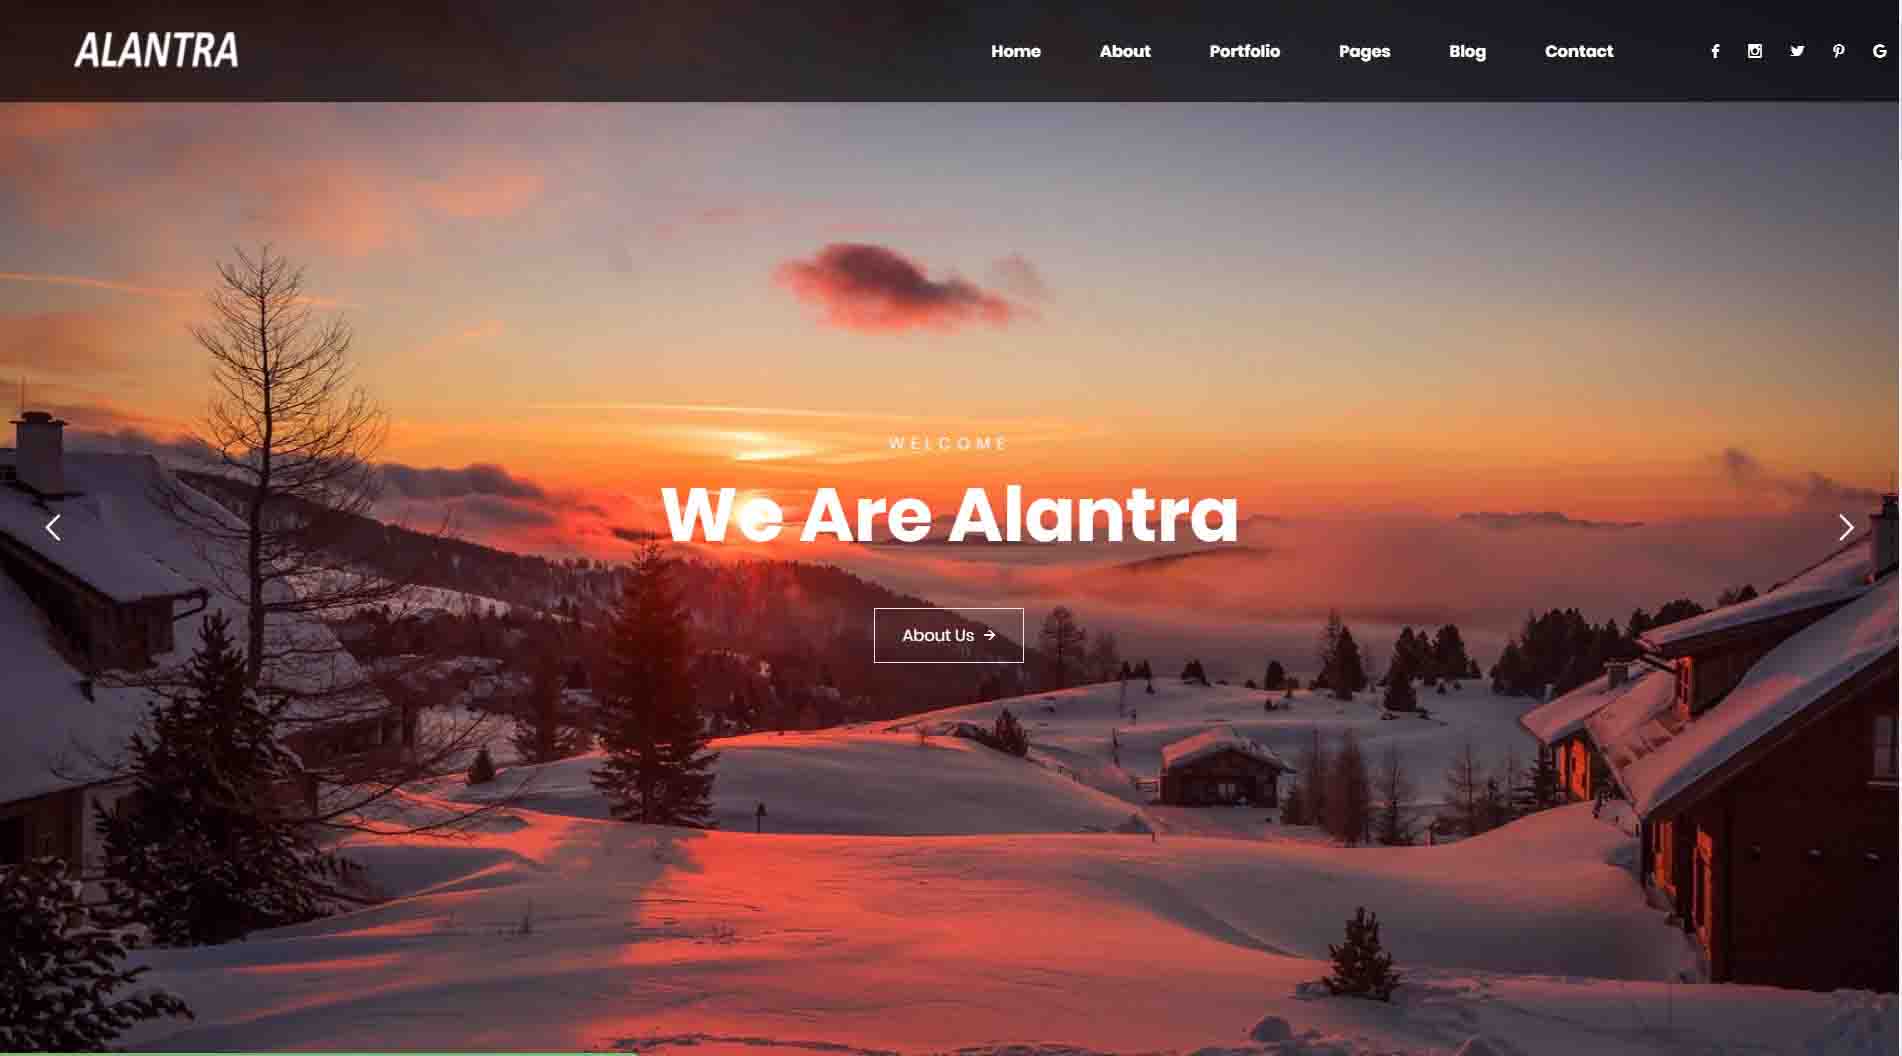 ALANTRA
Home About Portfolio Pages Blog Contact
WELCOME
We Are Alantra
About Us →